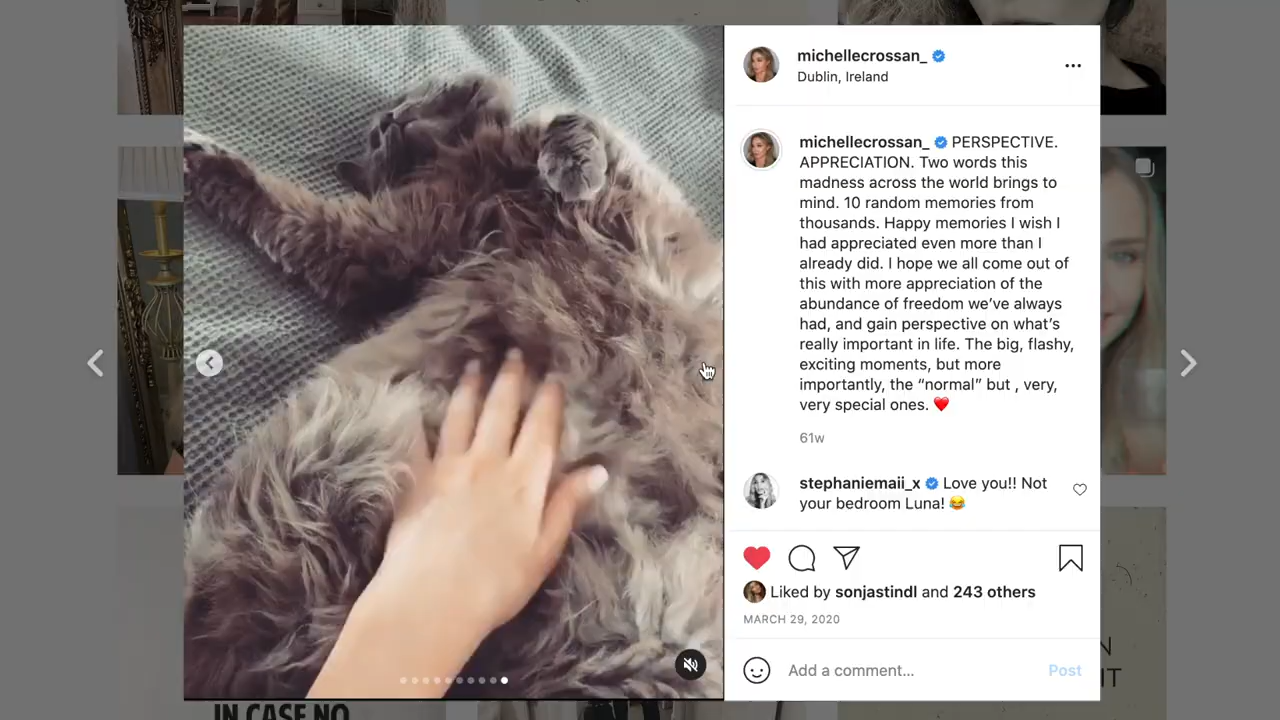 michellecrossan_
Dublin, Ireland
michellecrossan_ PERSPECTIVE.
APPRECIATION. Two words this
madness across the world brings to
mind. 10 random memories from
thousands. Happy memories I wish I
had appreciated even more than I
already did. I hope we all come out of
this with more appreciation of the
abundance of freedom we've always
had, and gain perspective on what's
really important in life. The big, flashy,
exciting moments, but more
importantly, the “normal” but , very,
very special ones. ❤️
61w
stephaniemaii_x Love you!! Not
your bedroom Luna! 😂
Liked by sonjastindl and 243 others
MARCH 29, 2020
Add a comment... Post
IN CASE NO